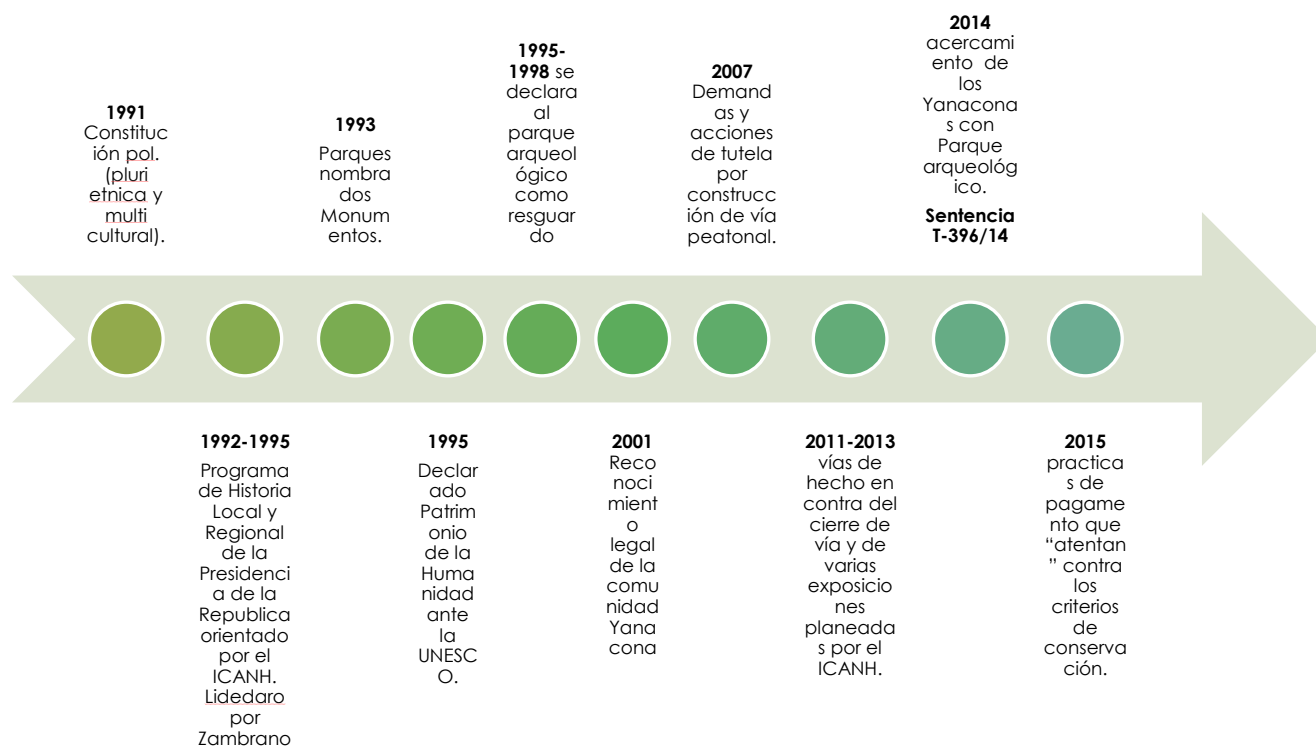 1991
Constituc
ión pol.
(pluri
etnica y
multi
cultural).
1992-1995
Programa
de Historia
Local y
Regional
de la
Presidenci
a de la
Republica
orientado
por el
ICANH.
Lidedaro
por
Zambrano
1993
Parques
nombra
dos
Monum
entos.
1995
Declar
ado
Patrim
onio
de la
Huma
nidad
ante
la
UNESC
O.
1995-
1998 se
declara
al
parque
arqueol
ógico
como
resguar
do
2001
Reco
noci
mient
o
legal
de la
comu
nidad
Yana
cona
2007
Demand
as y
acciones
de tutela
por
construcc
ión de vía
peatonal.
2011-2013
vías de
hecho en
contra del
cierre de
vía y de
varias
exposicio
nes
planeada
s por el
ICANH.
2014
acercami
ento de
los
Yanacona
s con
Parque
arqueológ
ico.
Sentencia
T-396/14
2015
practica
s de
pagame
nto que
“atentan
” contra
los
criterios
de
conserva
ción.